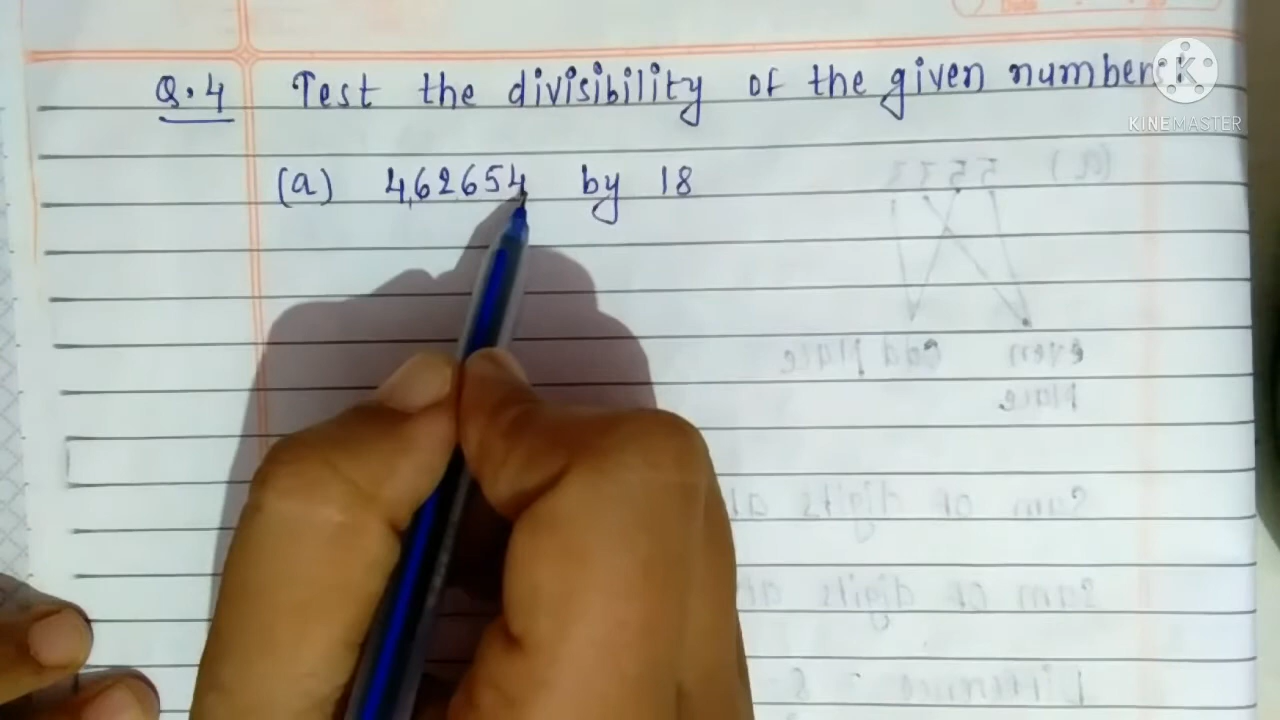 Q.4 Test the divisibility of the given number:
KINEMASTER
(a) 4,62654 by 18